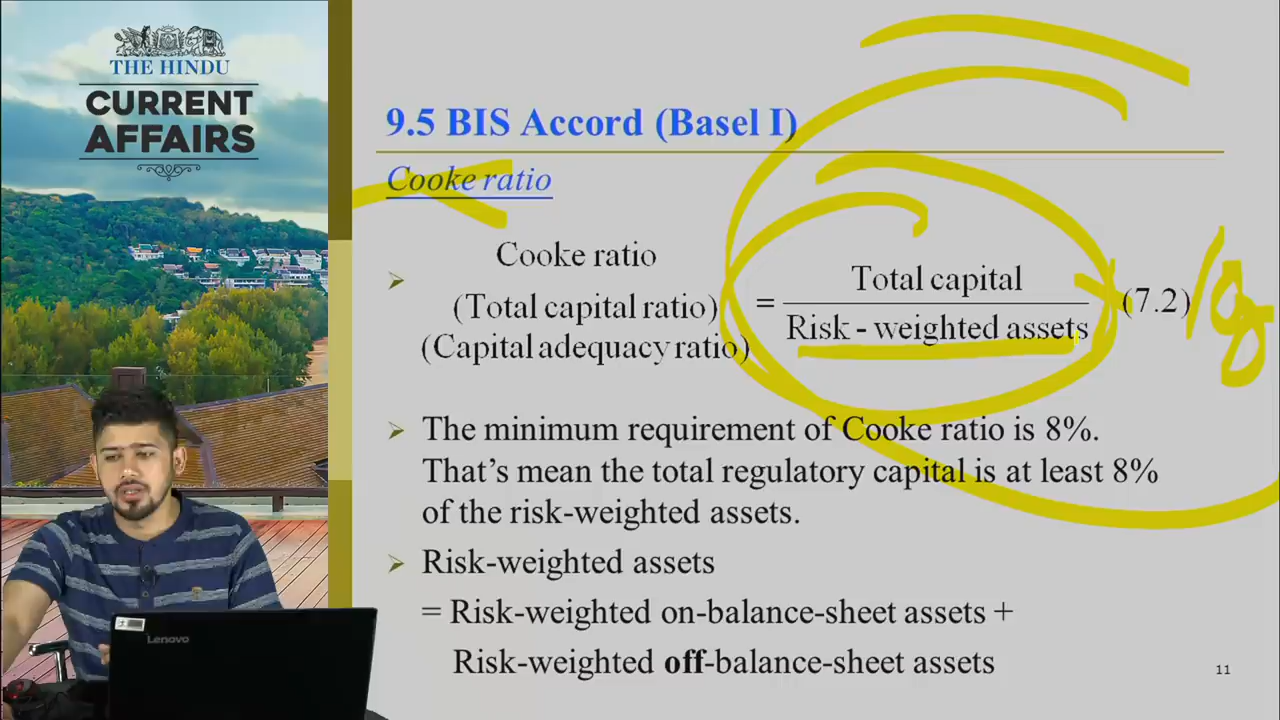 THE HINDU
CURRENT
AFFAIRS
9.5 BIS Accord (Basel I)
Cooke ratio
Cooke ratio
(Total capital ratio)
(Capital adequacy ratio)
= Total capital
Risk - weighted assets
(7.2)
The minimum requirement of Cooke ratio is 8%.
That’s mean the total regulatory capital is at least 8%
of the risk-weighted assets.
Risk-weighted assets
= Risk-weighted on-balance-sheet assets +
Risk-weighted off-balance-sheet assets
11
Lenovo